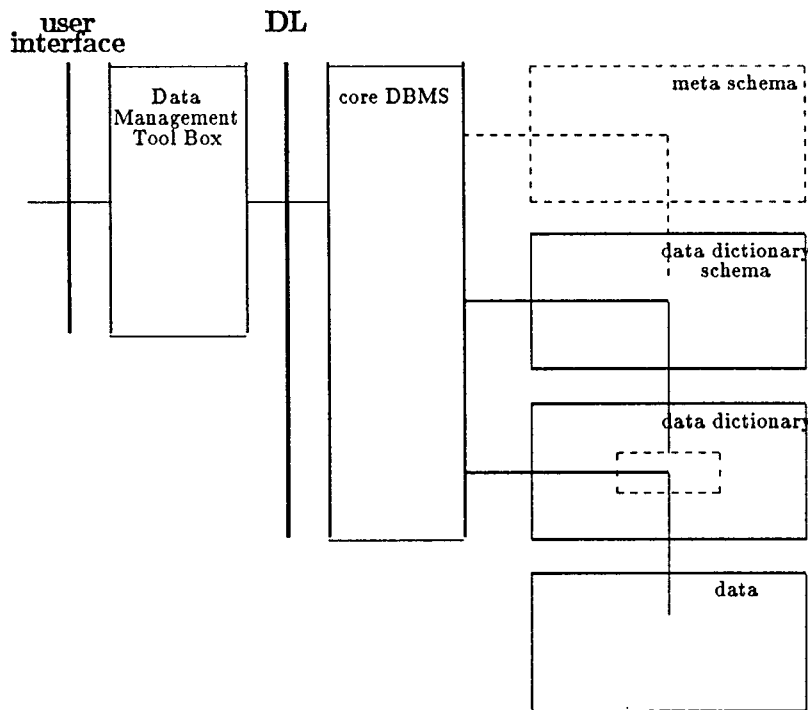 user
interface
DL
Data
Management
Tool Box
core DBMS
meta schema
data dictionary
schema
data dictionary
data